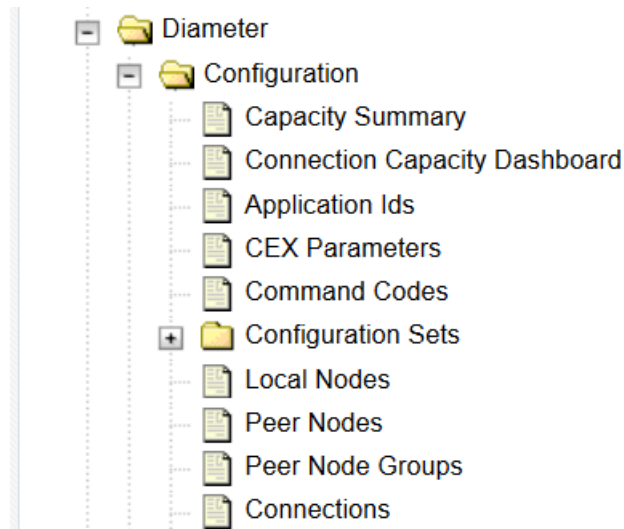 Diameter
Configuration
Capacity Summary
Connection Capacity Dashboard
Application Ids
CEX Parameters
Command Codes
Configuration Sets
Local Nodes
Peer Nodes
Peer Node Groups
Connections